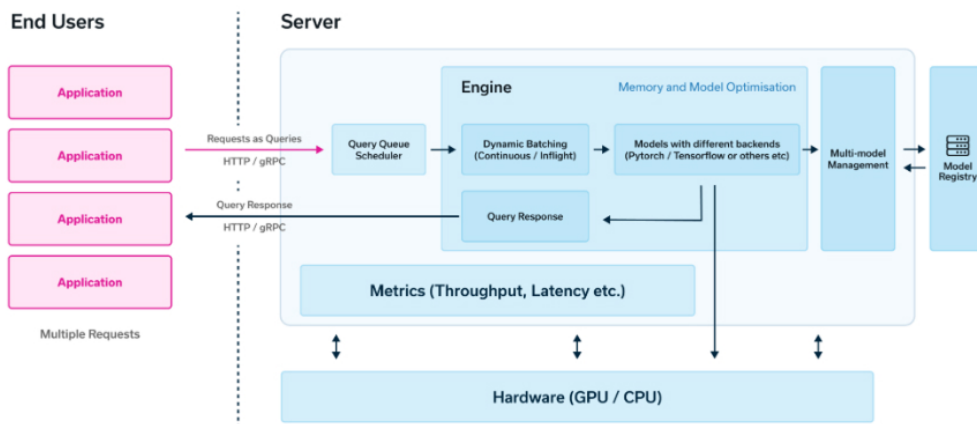 End Users
Server
Application
Application
Application
Application
Multiple Requests
Requests as Queries
HTTP / gRPC
Query Response
HTTP / gRPC
Query Queue
Scheduler
Engine
Memory and Model Optimisation
Dynamic Batching
(Continuous / Inflight)
Models with different backends
(Pytorch / Tensorflow or others etc)
Query Response
Multi-model
Management
Model
Registry
Metrics (Throughput, Latency etc.)
Hardware (GPU / CPU)